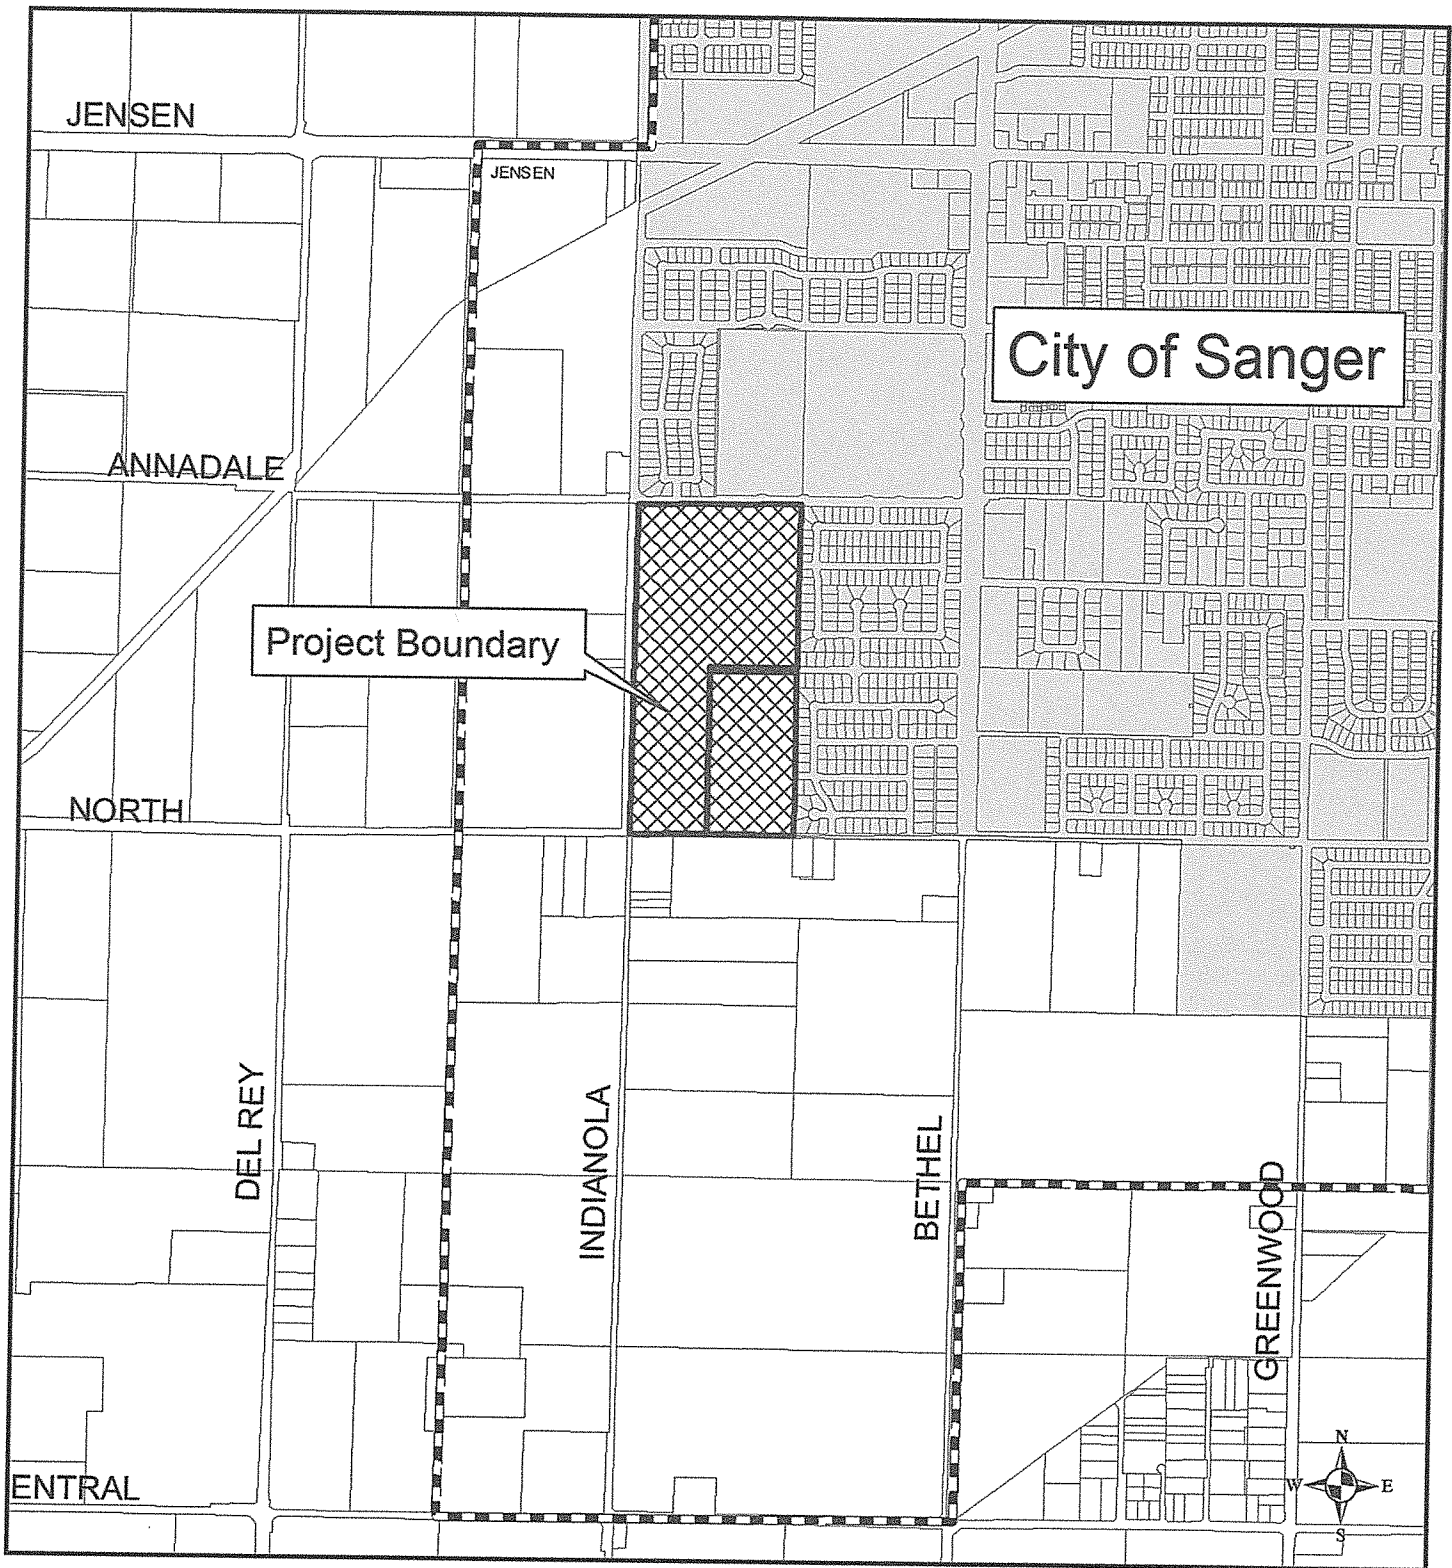 JENSEN
JENSEN
City of Sanger
ANNADALE
Project Boundary
NORTH
DEL REY
INDIANOLA
BETHEL
GREENWOOD
ENTRAL
N
W E
S